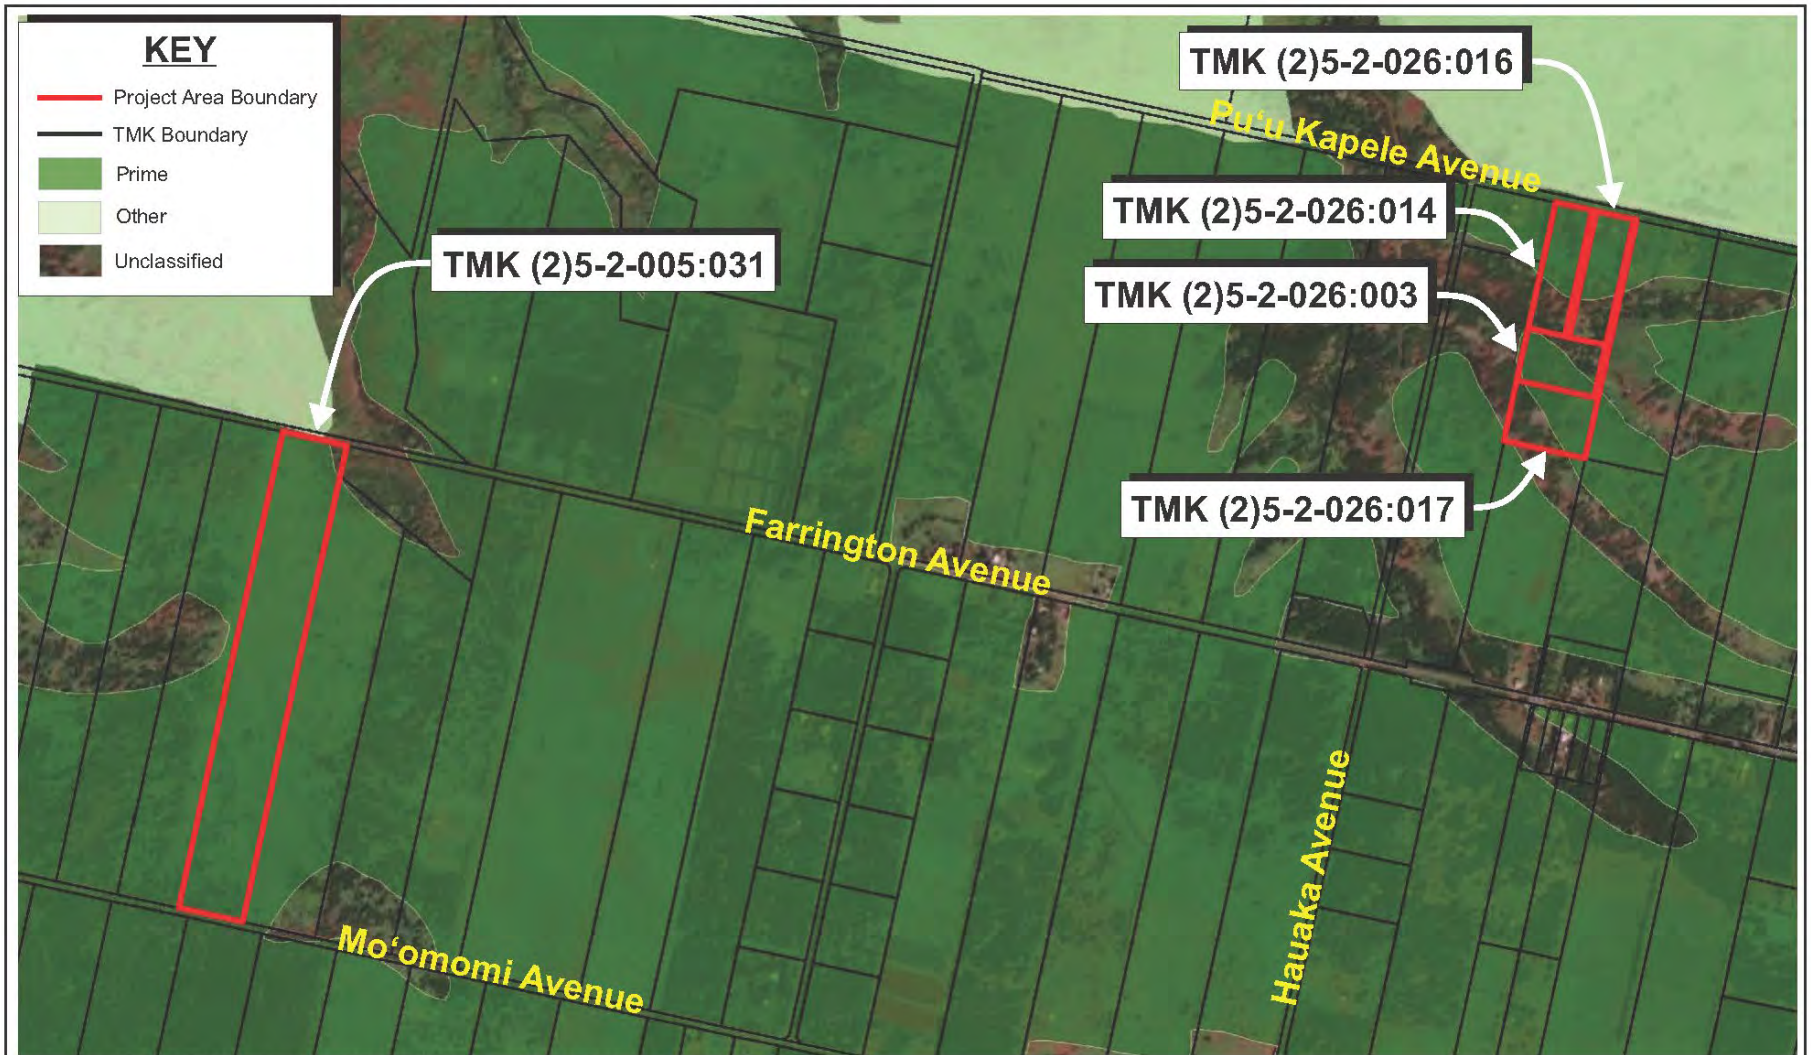 KEY
Project Area Boundary
TMK Boundary
Prime
Other
Unclassified
TMK (2)5-2-026:016
Pu‘u Kapele Avenue
TMK (2)5-2-026:014
TMK (2)5-2-005:031
TMK (2)5-2-026:003
TMK (2)5-2-026:017
Farrington Avenue
Hauaka Avenue
Mo‘omomi Avenue